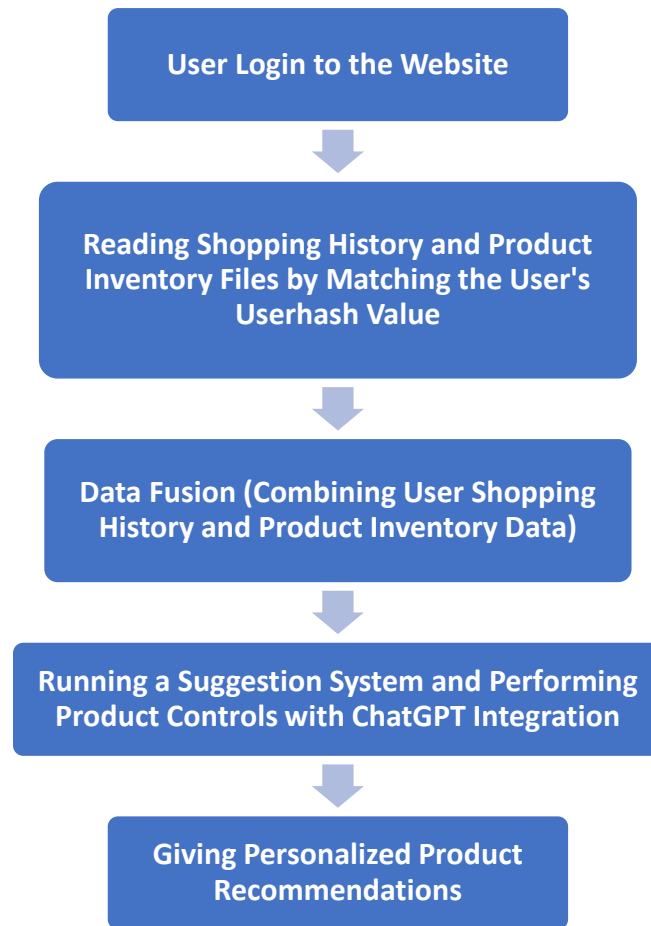 User Login to the Website
Reading Shopping History and Product
Inventory Files by Matching the User's
Userhash Value
Data Fusion (Combining User Shopping
History and Product Inventory Data)
Running a Suggestion System and Performing
Product Controls with ChatGPT Integration
Giving Personalized Product
Recommendations